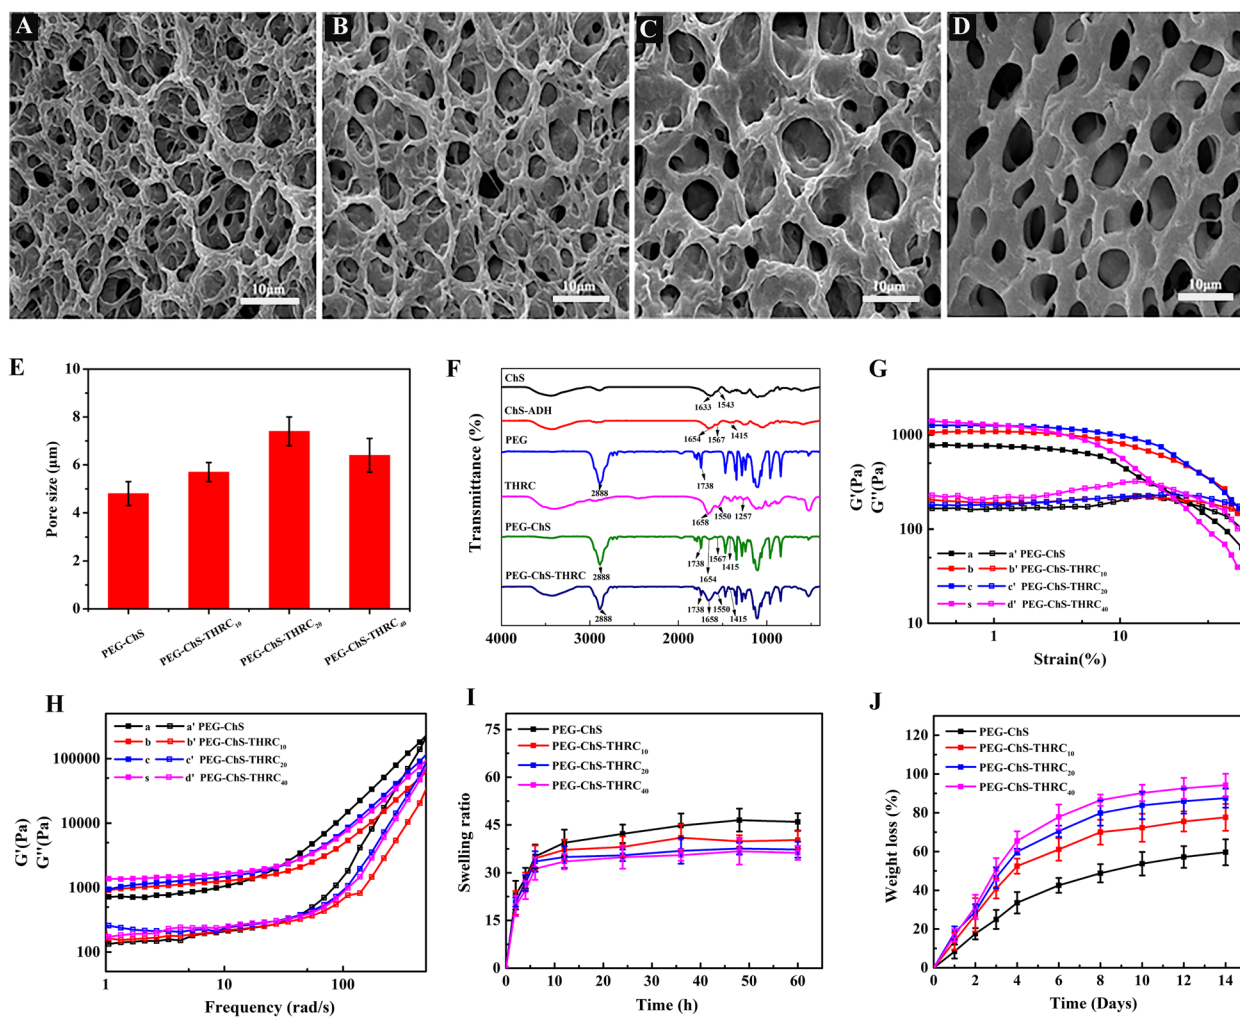 A
B
C
D
10μm
10μm
10μm
10μm
E
Pore size (μm)
10
8
6
4
2
0
PEG-ChS
PEG-ChS-THRC10
PEG-ChS-THRC20
PEG-ChS-THRC40
F
Transmittance (%)
ChS
1633
1543
ChS-ADH
1654
1567
1415
PEG
2888
1738
THRC
1658
1550
1257
PEG-ChS
2888
1738
1654
1567
1415
PEG-ChS-THRC
2888
1738
1658
1550
1415
4000
3000
2000
1000
G
G'(Pa)
G''(Pa)
1000
100
a a' PEG-ChS
b b' PEG-ChS-THRC10
c c' PEG-ChS-THRC20
s d' PEG-ChS-THRC40
1
10
Strain(%)
H
G'(Pa)
G''(Pa)
100000
10000
1000
100
a a' PEG-ChS
b b' PEG-ChS-THRC10
c c' PEG-ChS-THRC20
s d' PEG-ChS-THRC40
1
10
100
Frequency (rad/s)
I
Swelling ratio
75
60
45
30
15
0
PEG-ChS
PEG-ChS-THRC10
PEG-ChS-THRC20
PEG-ChS-THRC40
0 8 16 24 32 40 48 56 64
Time (h)
J
Weight loss (%)
120
100
80
60
40
20
0
PEG-ChS
PEG-ChS-THRC10
PEG-ChS-THRC20
PEG-ChS-THRC40
0 2 4 6 8 10 12 14
Time (Days)